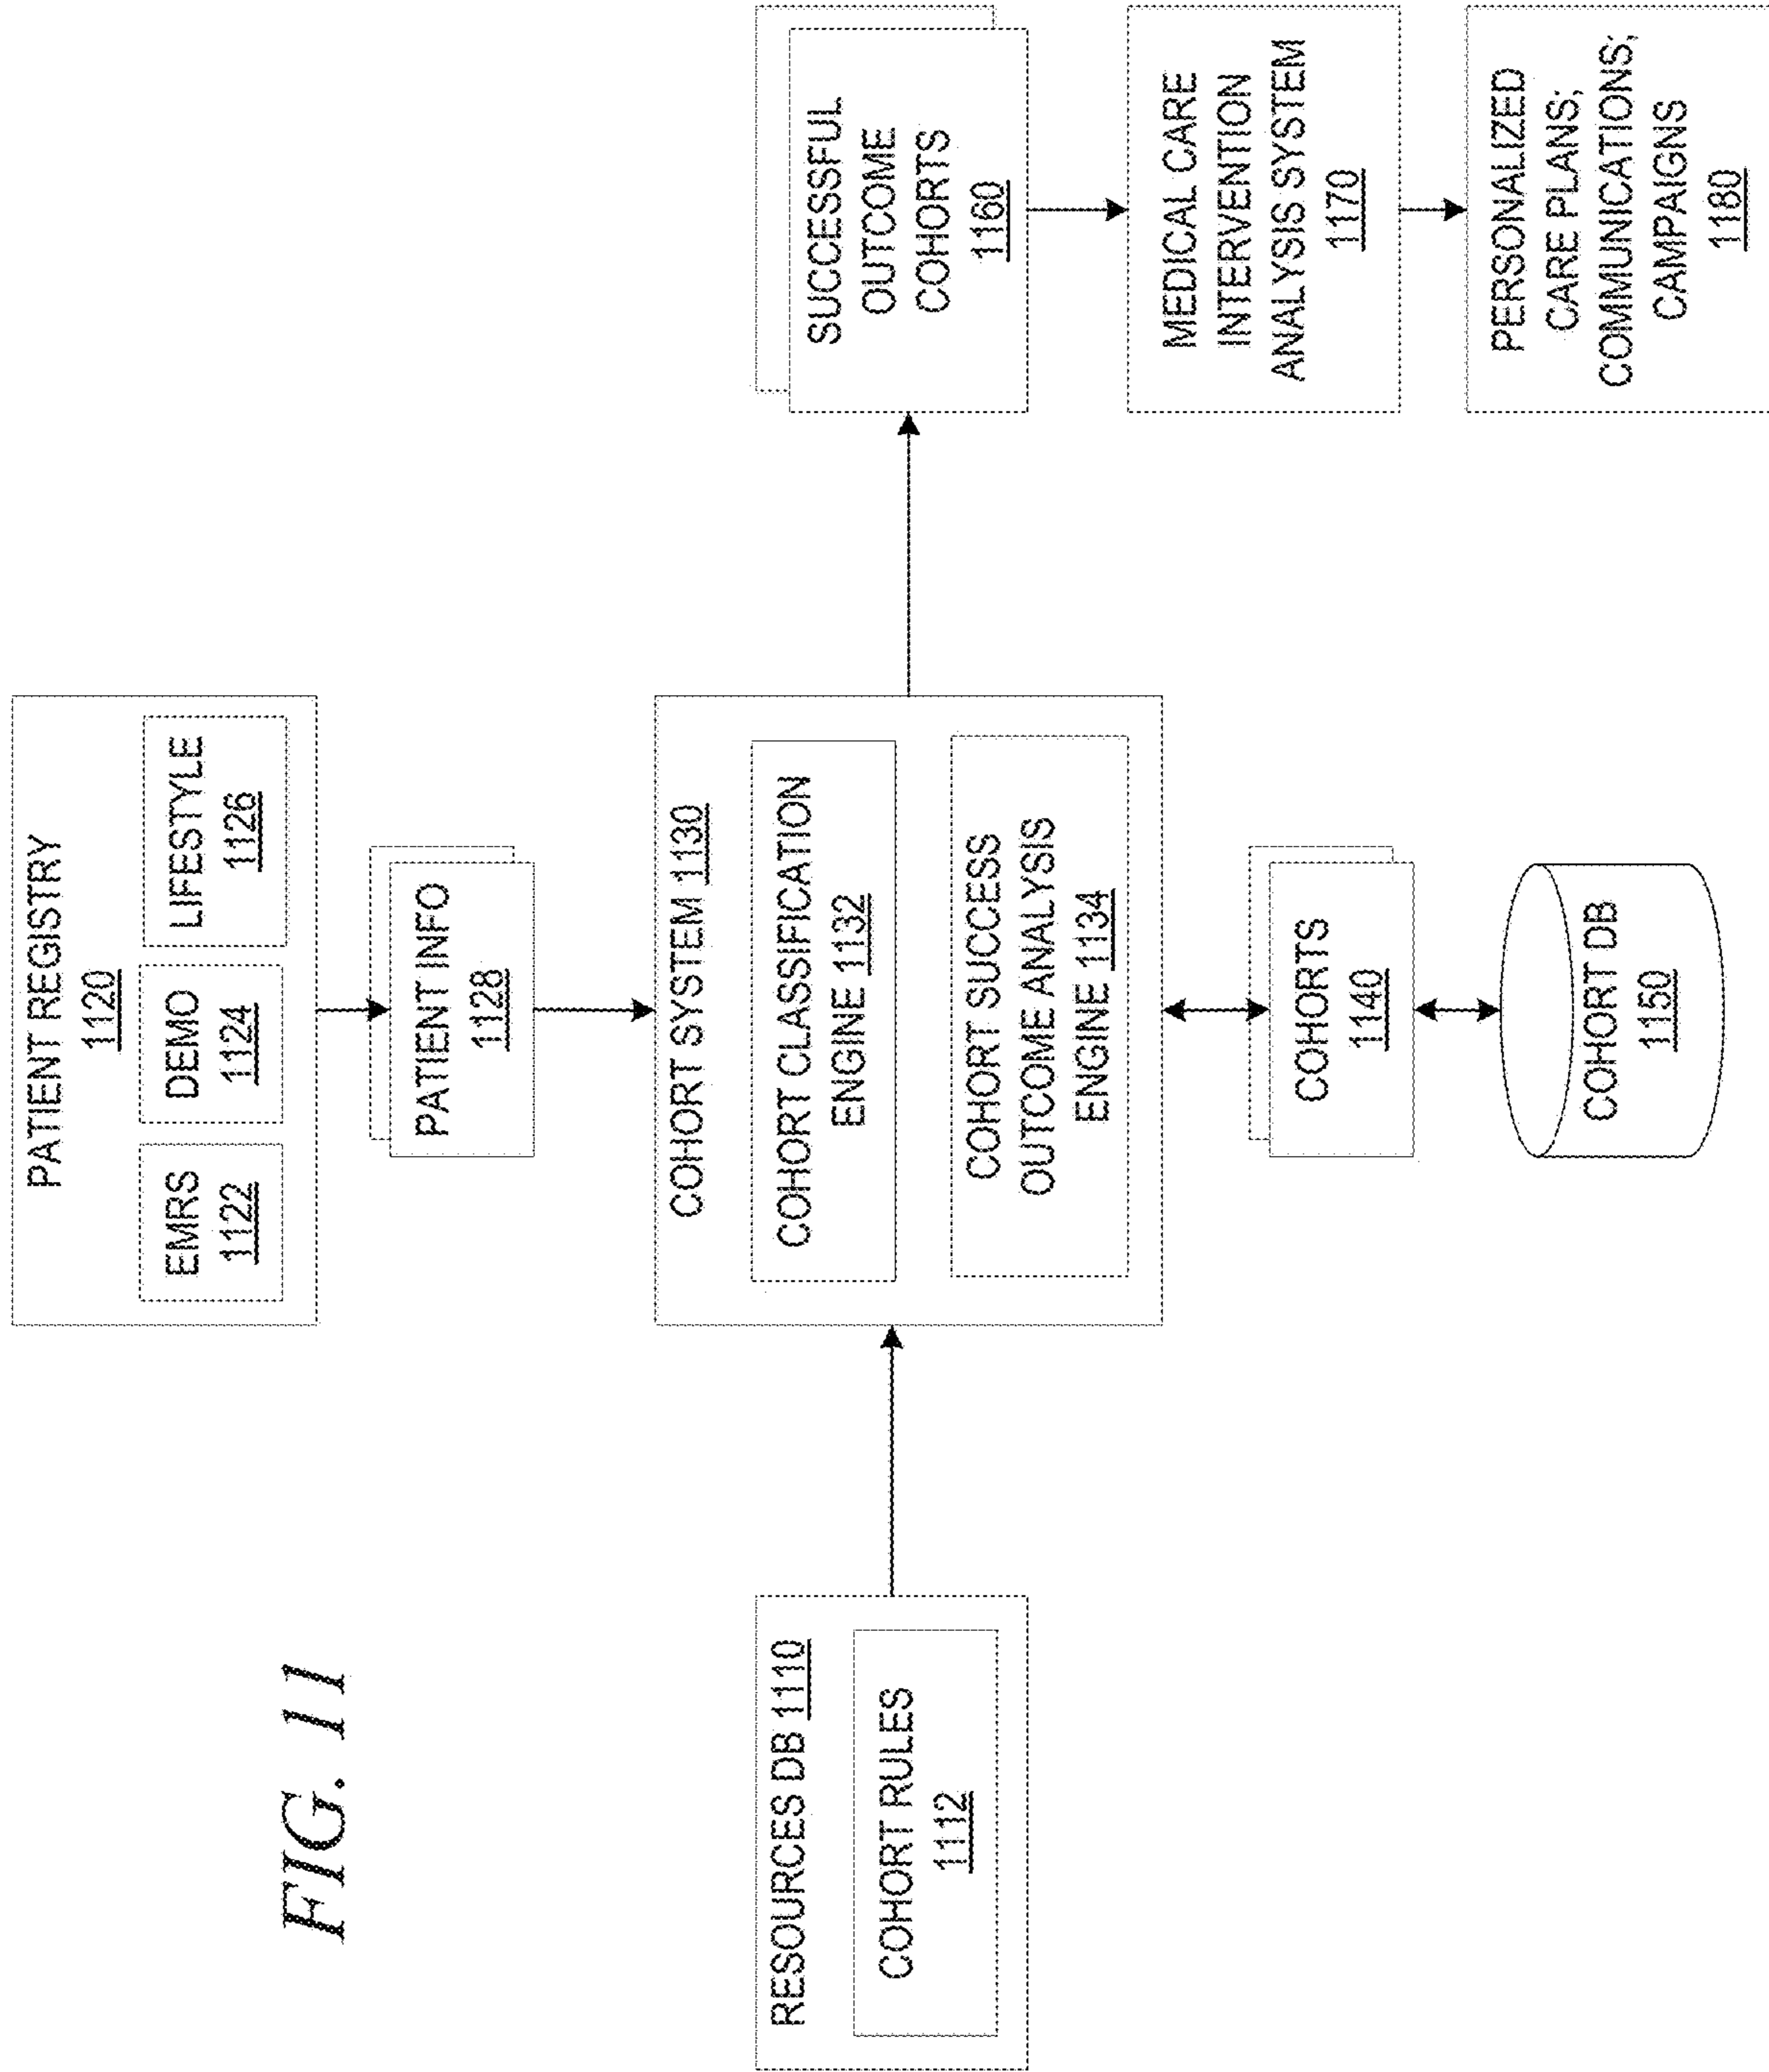 FIG. 11
PATIENT REGISTRY
1120
EMRS
1122
DEMO
1124
LIFESTYLE
1126
PATIENT INFO
1128
RESOURCES DB 1110
COHORT RULES
1112
COHORT SYSTEM 1130
COHORT CLASSIFICATION
ENGINE 1132
COHORT SUCCESS
OUTCOME ANALYSIS
ENGINE 1134
COHORTS
1140
COHORT DB
1150
SUCCESSFUL
OUTCOME
COHORTS
1160
MEDICAL CARE
INTERVENTION
ANALYSIS SYSTEM
1170
PERSONALIZED
CARE PLANS;
COMMUNICATIONS;
CAMPAIGNS
1180